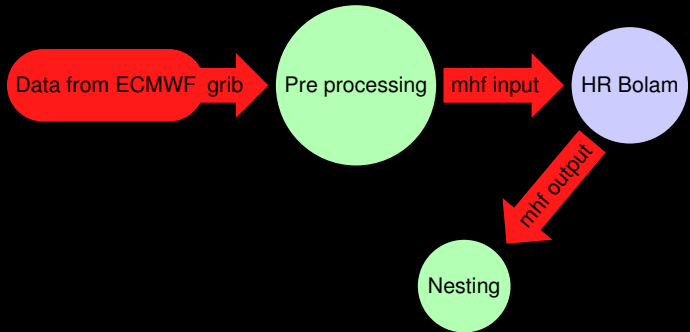 Data from ECMWF
grib
Pre processing
mhf input
HR Bolam
mhf output
Nesting